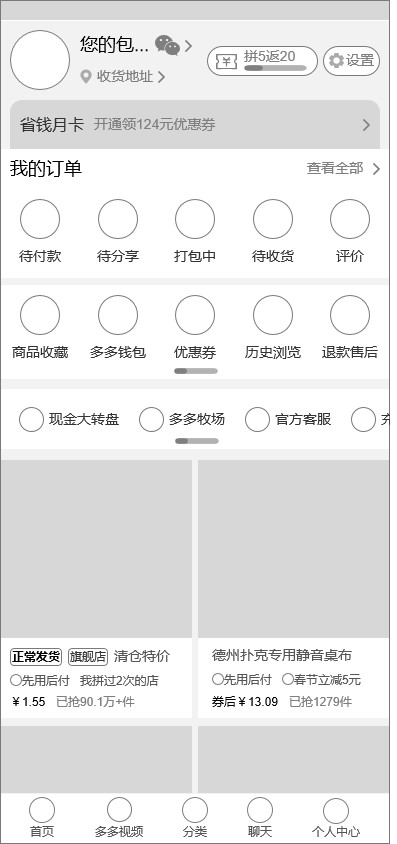 您的包...
收货地址
拼5返20
设置
省钱月卡 开通领124元优惠券
我的订单 查看全部
待付款 待分享 打包中 待收货 评价
商品收藏 多多钱包 优惠券 历史浏览 退款售后
现金大转盘 多多牧场 官方客服 充
正常发货 旗舰店 清仓特价
先用后付 我拼过2次的店
￥1.55 已抢90.1万+件
德州扑克专用静音桌布
先用后付 春节立减5元
券后￥13.09 已抢1279件
首页 多多视频 分类 聊天 个人中心